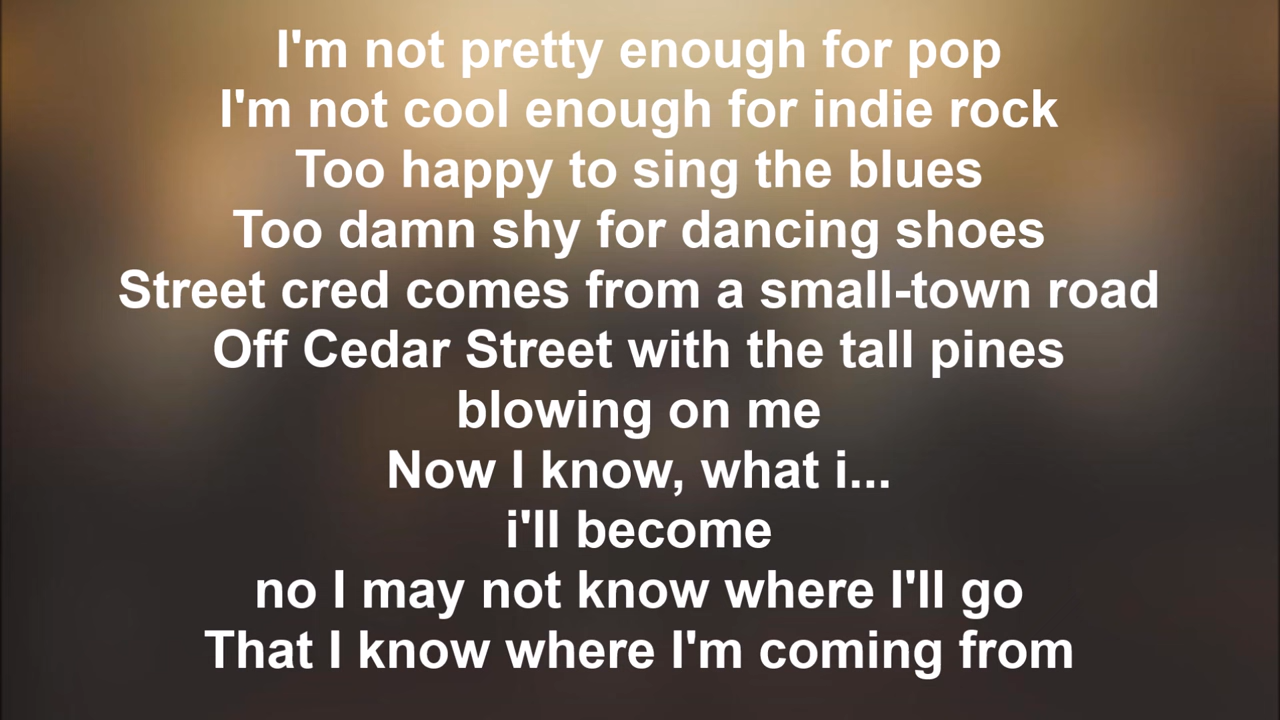 I'm not pretty enough for pop
I'm not cool enough for indie rock
Too happy to sing the blues
Too damn shy for dancing shoes
Street cred comes from a small-town road
Off Cedar Street with the tall pines
blowing on me
Now I know, what i...
i'll become
no I may not know where I'll go
That I know where I'm coming from